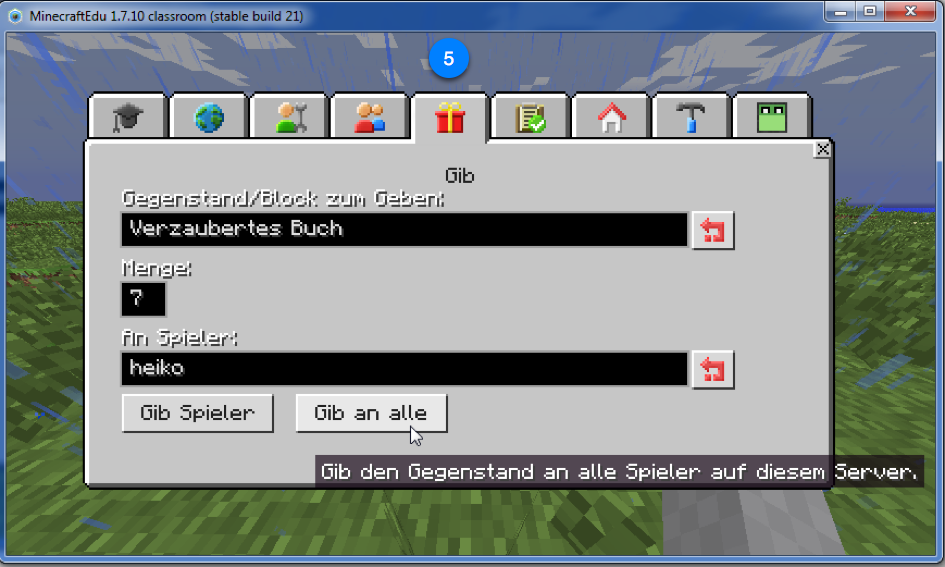 MinecraftEdu 1.7.10 classroom (stable build 21)
5
Gib
Gegenstand/Block zum Geben:
Verzaubertes Buch
Menge:
7
An Spieler:
heiko
Gib Spieler
Gib an alle
Gib den Gegenstand an alle Spieler auf diesem Server.